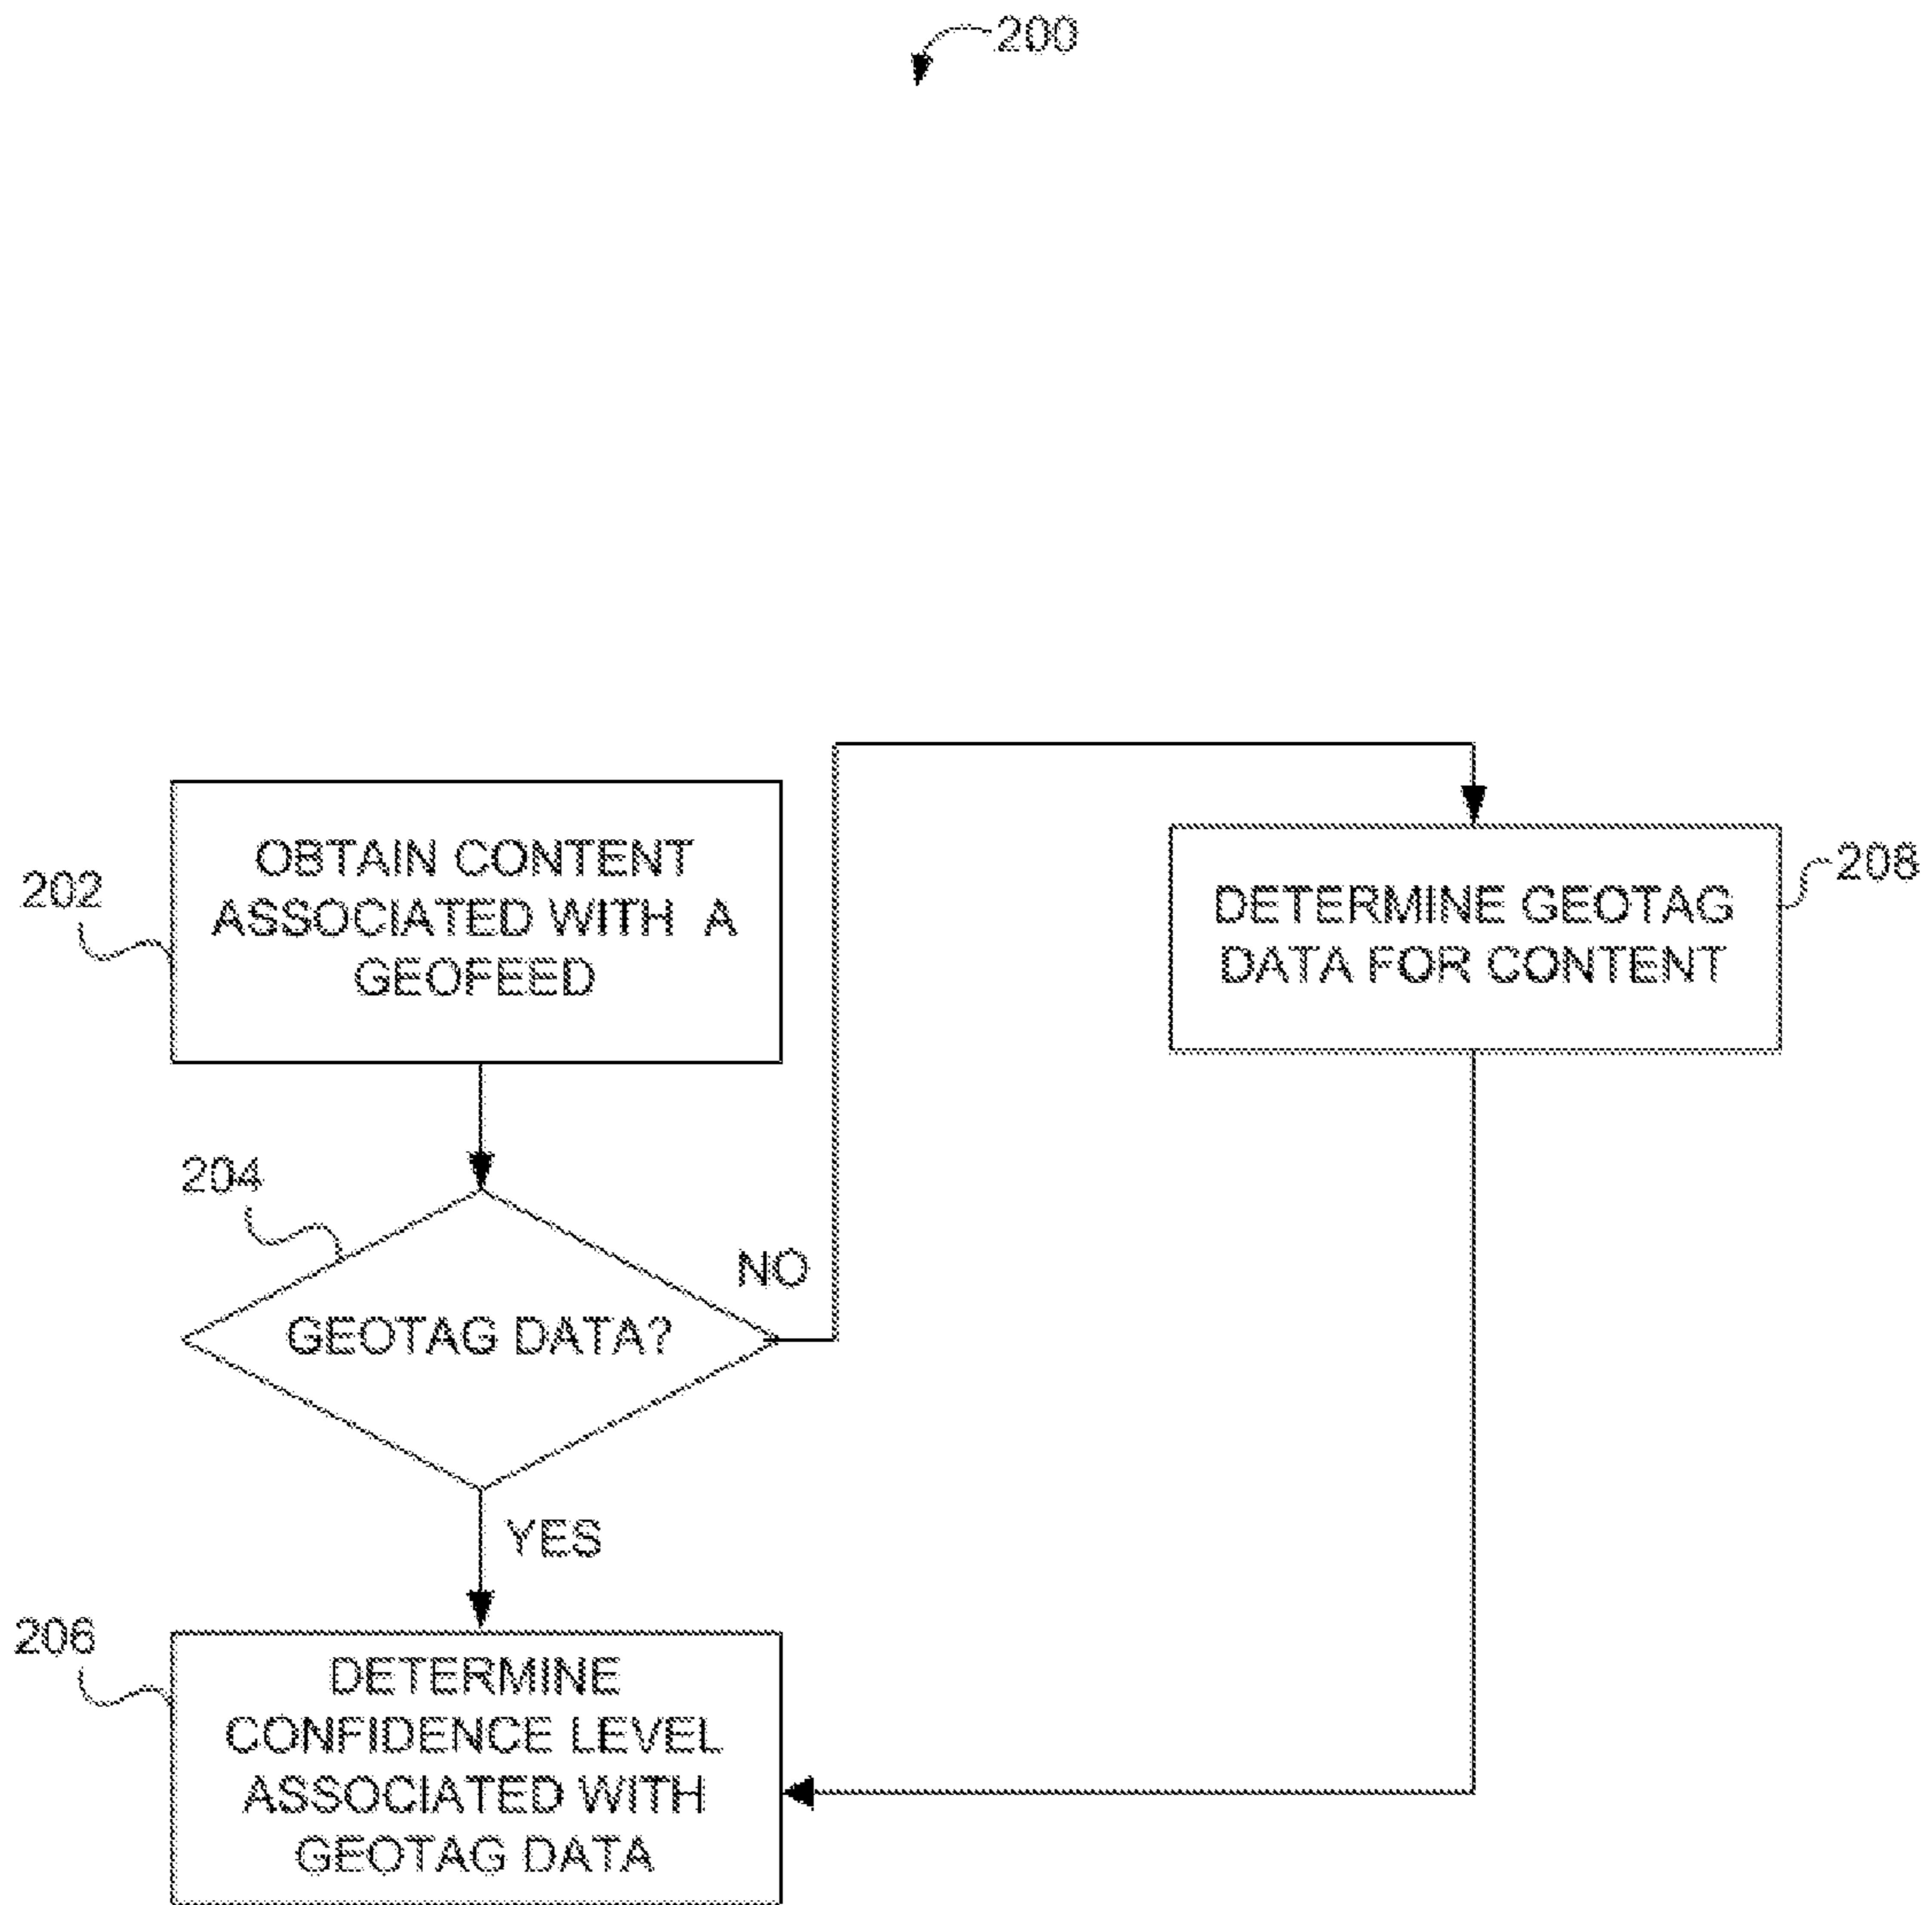 200
202
OBTAIN CONTENT
ASSOCIATED WITH A
GEOFEED
208
DETERMINE GEOTAG
DATA FOR CONTENT
204
GEOTAG DATA?
NO
YES
206
DETERMINE
CONFIDENCE LEVEL
ASSOCIATED WITH
GEOTAG DATA